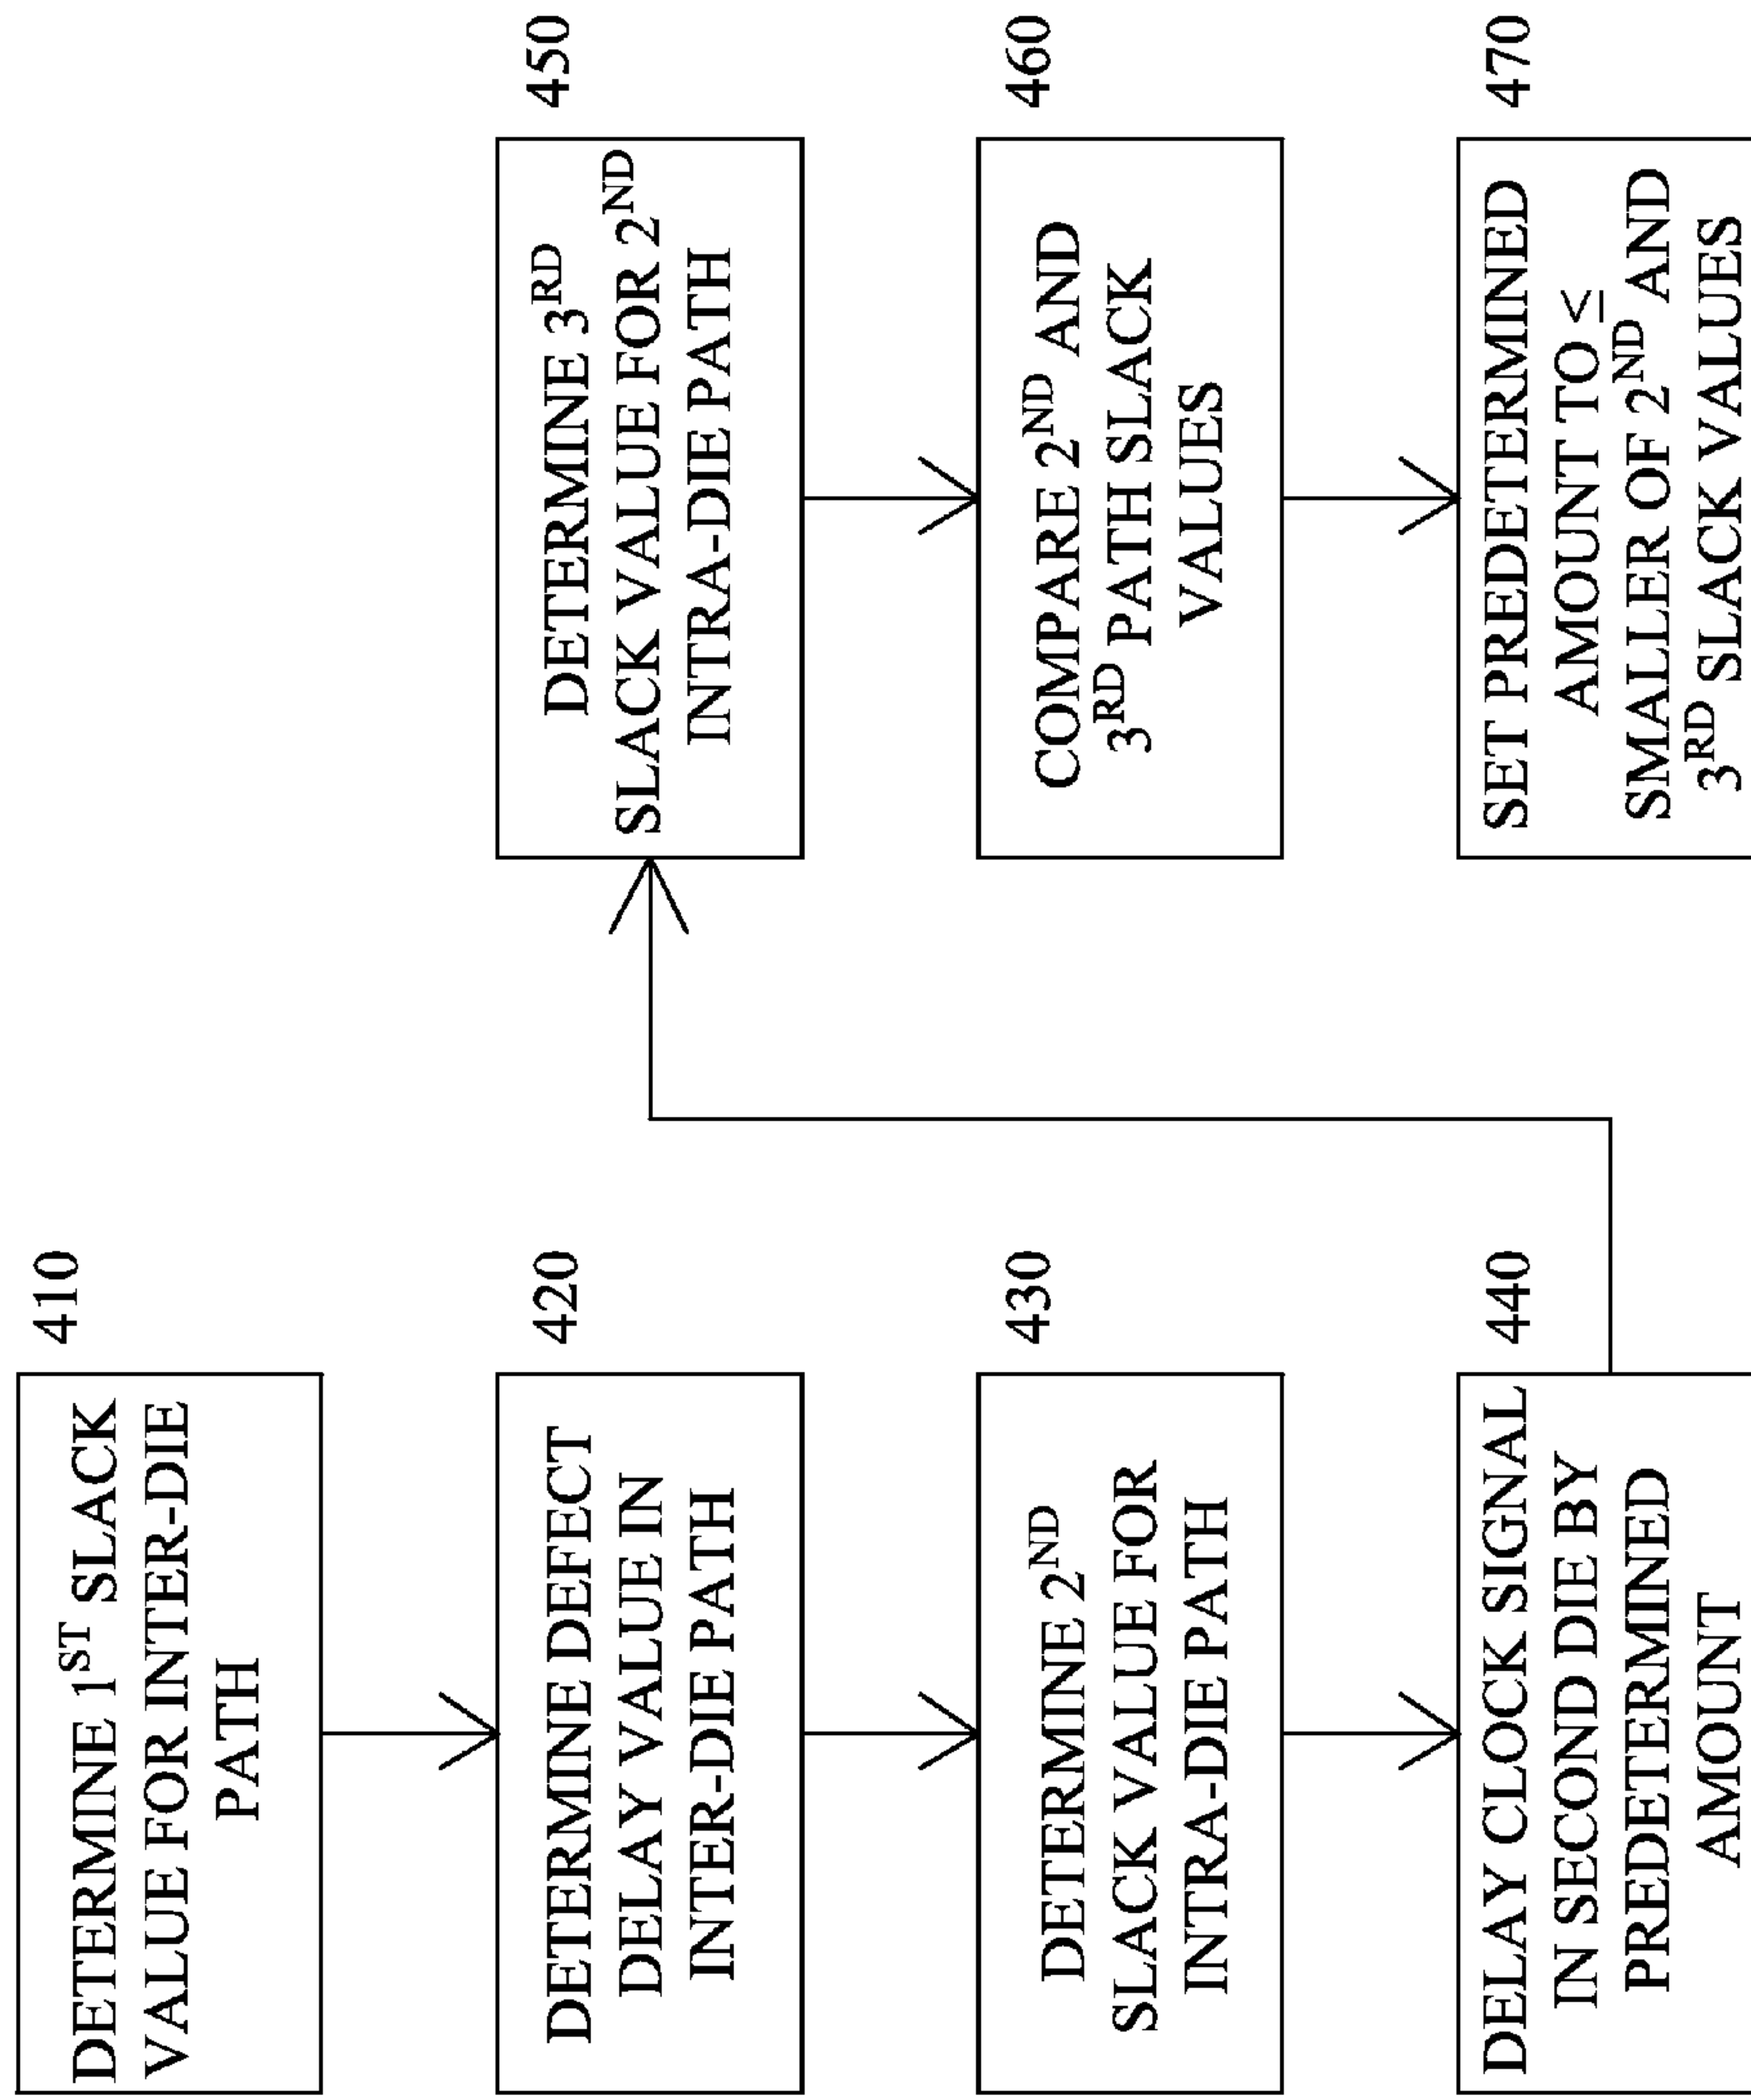 410
DETERMINE 1ST SLACK
VALUE FOR INTER-DIE
PATH
420
DETERMINE DEFECT
DELAY VALUE IN
INTER-DIE PATH
430
DETERMINE 2ND
SLACK VALUE FOR
INTRA-DIE PATH
440
DELAY CLOCK SIGNAL
IN SECOND DIE BY
PREDETERMINED
AMOUNT
450
DETERMINE 3RD
SLACK VALUE FOR 2ND
INTRA-DIE PATH
460
COMPARE 2ND AND
3RD PATH SLACK
VALUES
470
SET PREDETERMINED
AMOUNT TO ≤
SMALLER OF 2ND AND
3RD SLACK VALUES